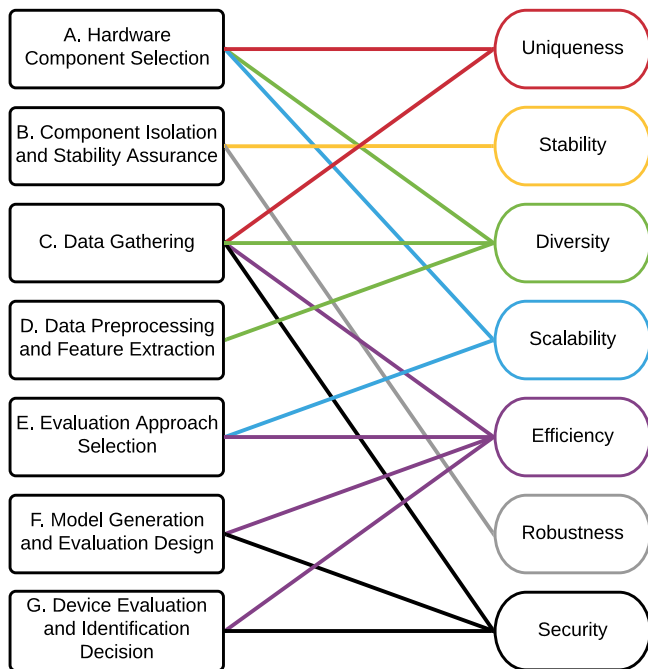 A. Hardware
Component Selection
Uniqueness
B. Component Isolation
and Stability Assurance
Stability
C. Data Gathering
Diversity
D. Data Preprocessing
and Feature Extraction
Scalability
E. Evaluation Approach
Selection
Efficiency
F. Model Generation
and Evaluation Design
Robustness
G. Device Evaluation
and Identification
Decision
Security